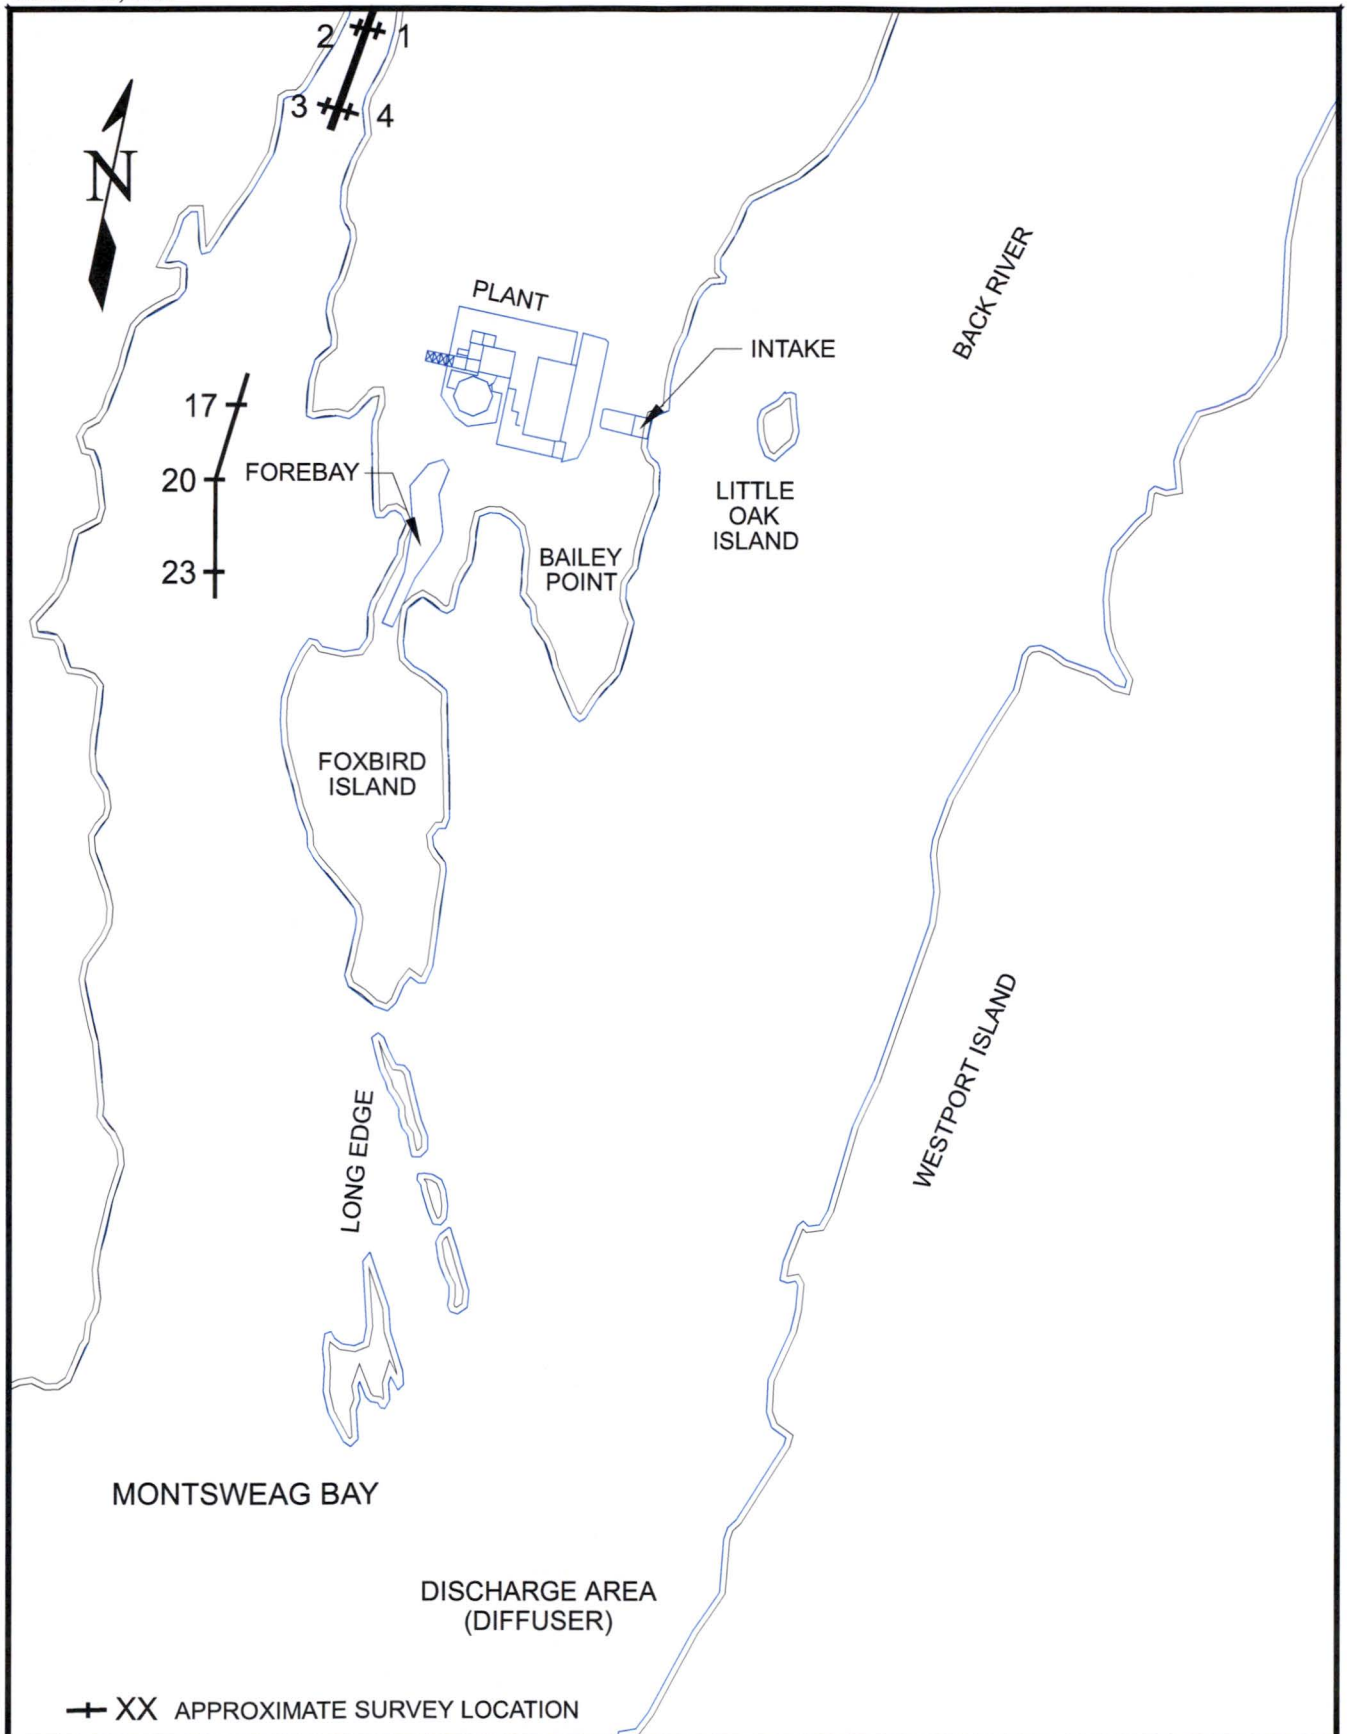 2 1
3 4
N
BACK RIVER
PLANT
INTAKE
17
20
FOREBAY
LITTLE
OAK
ISLAND
BAILEY
POINT
23
FOXBIRD
ISLAND
WESTPORT ISLAND
LONG EDGE
MONTSWEAG BAY
DISCHARGE AREA
(DIFFUSER)
XX APPROXIMATE SURVEY LOCATION